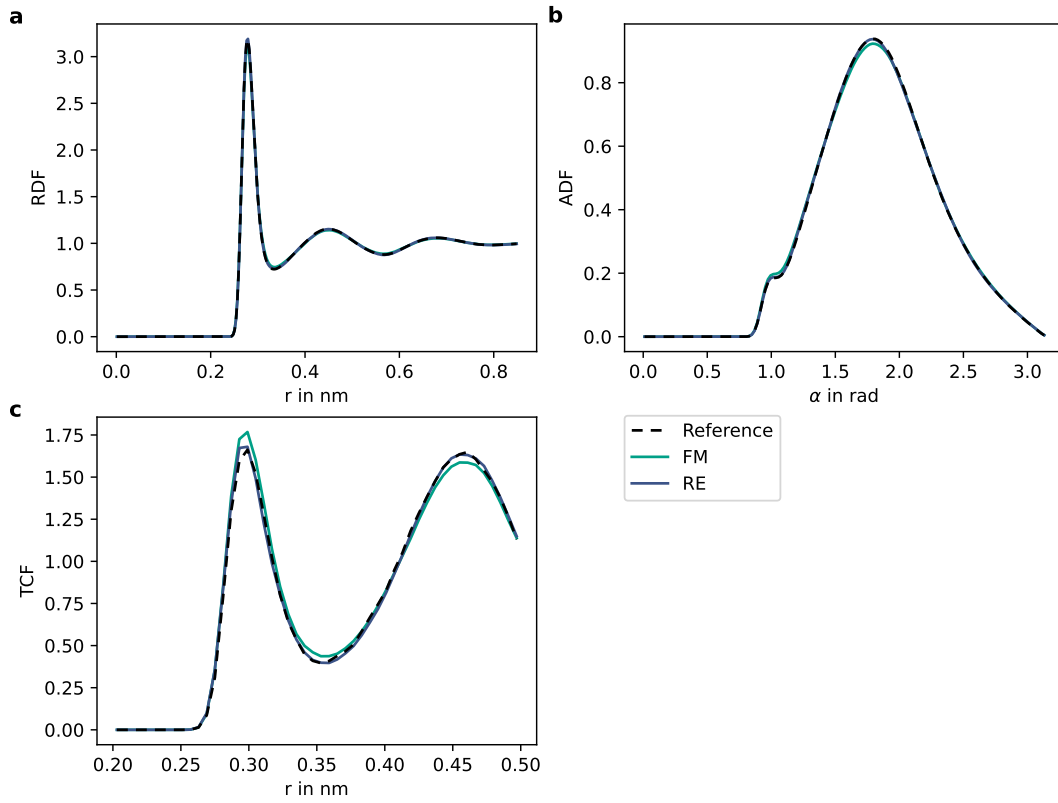 a
3.0
2.5
2.0
1.5
1.0
0.5
0.0
RDF
0.0 0.2 0.4 0.6 0.8
r in nm
b
0.8
0.6
0.4
0.2
0.0
ADF
0.0 0.5 1.0 1.5 2.0 2.5 3.0
α in rad
c
1.75
1.50
1.25
1.00
0.75
0.50
0.25
0.00
TCF
0.20 0.25 0.30 0.35 0.40 0.45 0.50
r in nm
Reference
FM
RE